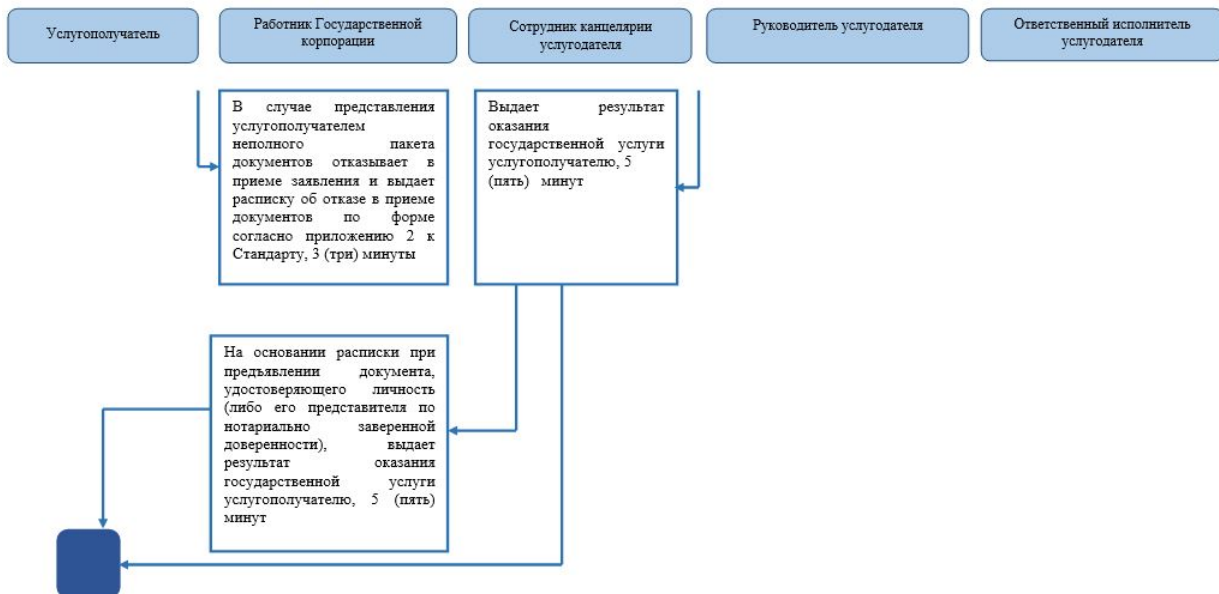 Услугополучатель
Работник Государственной
корпорации
Сотрудник канцелярии
услугодателя
Руководитель услугодателя
Ответственный исполнитель
услугодателя
В случае представления
услугополучателем
неполного пакета
документов отказывает в
приеме заявления и выдает
расписку об отказе в приеме
документов по форме
согласно приложению 2 к
Стандарту, 3 (три) минуты
Выдает результат
оказания
государственной услуги
услугополучателю, 5
(пять) минут
На основании расписки при
предъявлении документа,
удостоверяющего личность
(либо его представителя по
нотариально заверенной
доверенности), выдает
результат оказания
государственной услуги
услугополучателю, 5 (пять)
минут